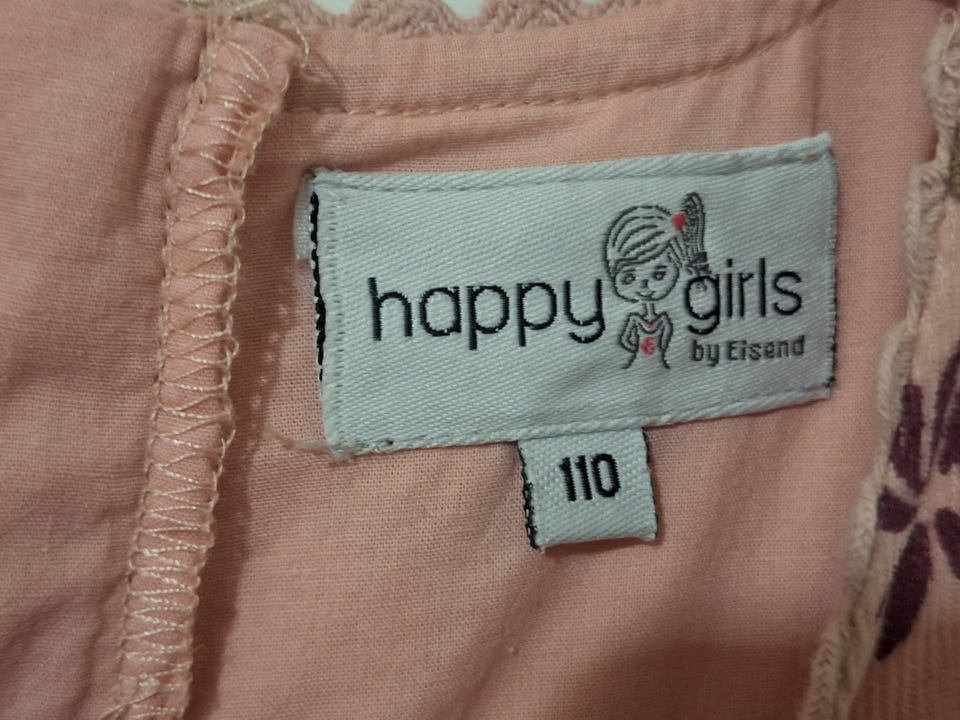 happy girls
by Eisend
110